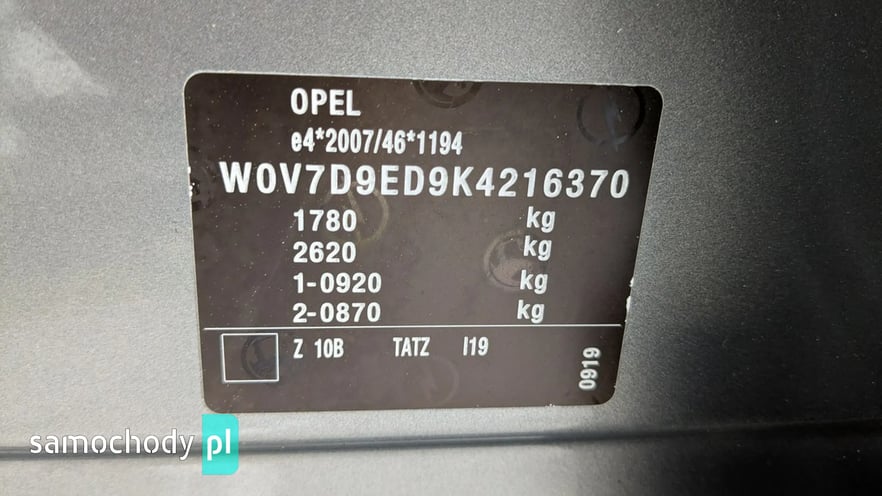 OPEL
e4*2007/46*1194
W0V7D9ED9K4216370
1780 kg
2620 kg
1-0920 kg
2-0870 kg
Z 10B TATZ I19
0919
samochody pl